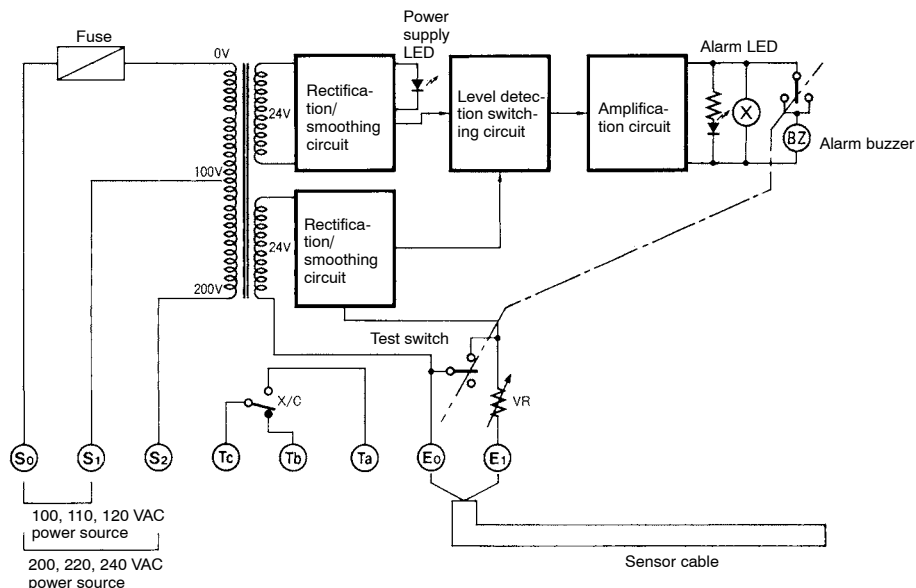 Fuse
0V
100V
200V
24V
24V
Rectifica-
tion/
smoothing
circuit
Power
supply
LED
Level detec-
tion switch-
ing circuit
Amplifica-
tion circuit
Alarm LED
X
BZ
Alarm buzzer
Rectifica-
tion/
smoothing
circuit
Test switch
X/C
VR
S0
S1
S2
Tc
Tb
Ta
E0
E1
100, 110, 120 VAC
power source
200, 220, 240 VAC
power source
Sensor cable